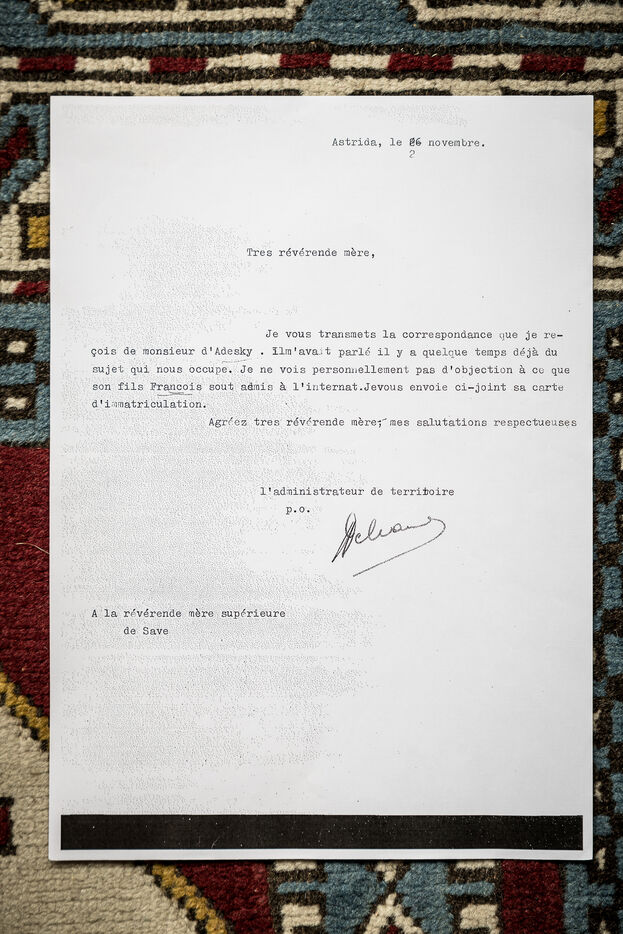 Astrida, le 26 novembre.
2
Tres révérende mère,
Je vous transmets la correspondance que je re-
çois de monsieur d'Adesky . Ilm'avait parlé il y a quelque temps déjà du
sujet qui nous occupe. Je ne vois personnellement pas d'objection à ce que
son fils Francois sout admis à l'internat.Jevous envoie ci-joint sa carte
d'immatriculation.
Agréez tres révérende mère; mes salutations respectueuses
l'administrateur de territoire
p.o.
A la révérende mère supérieure
de Save